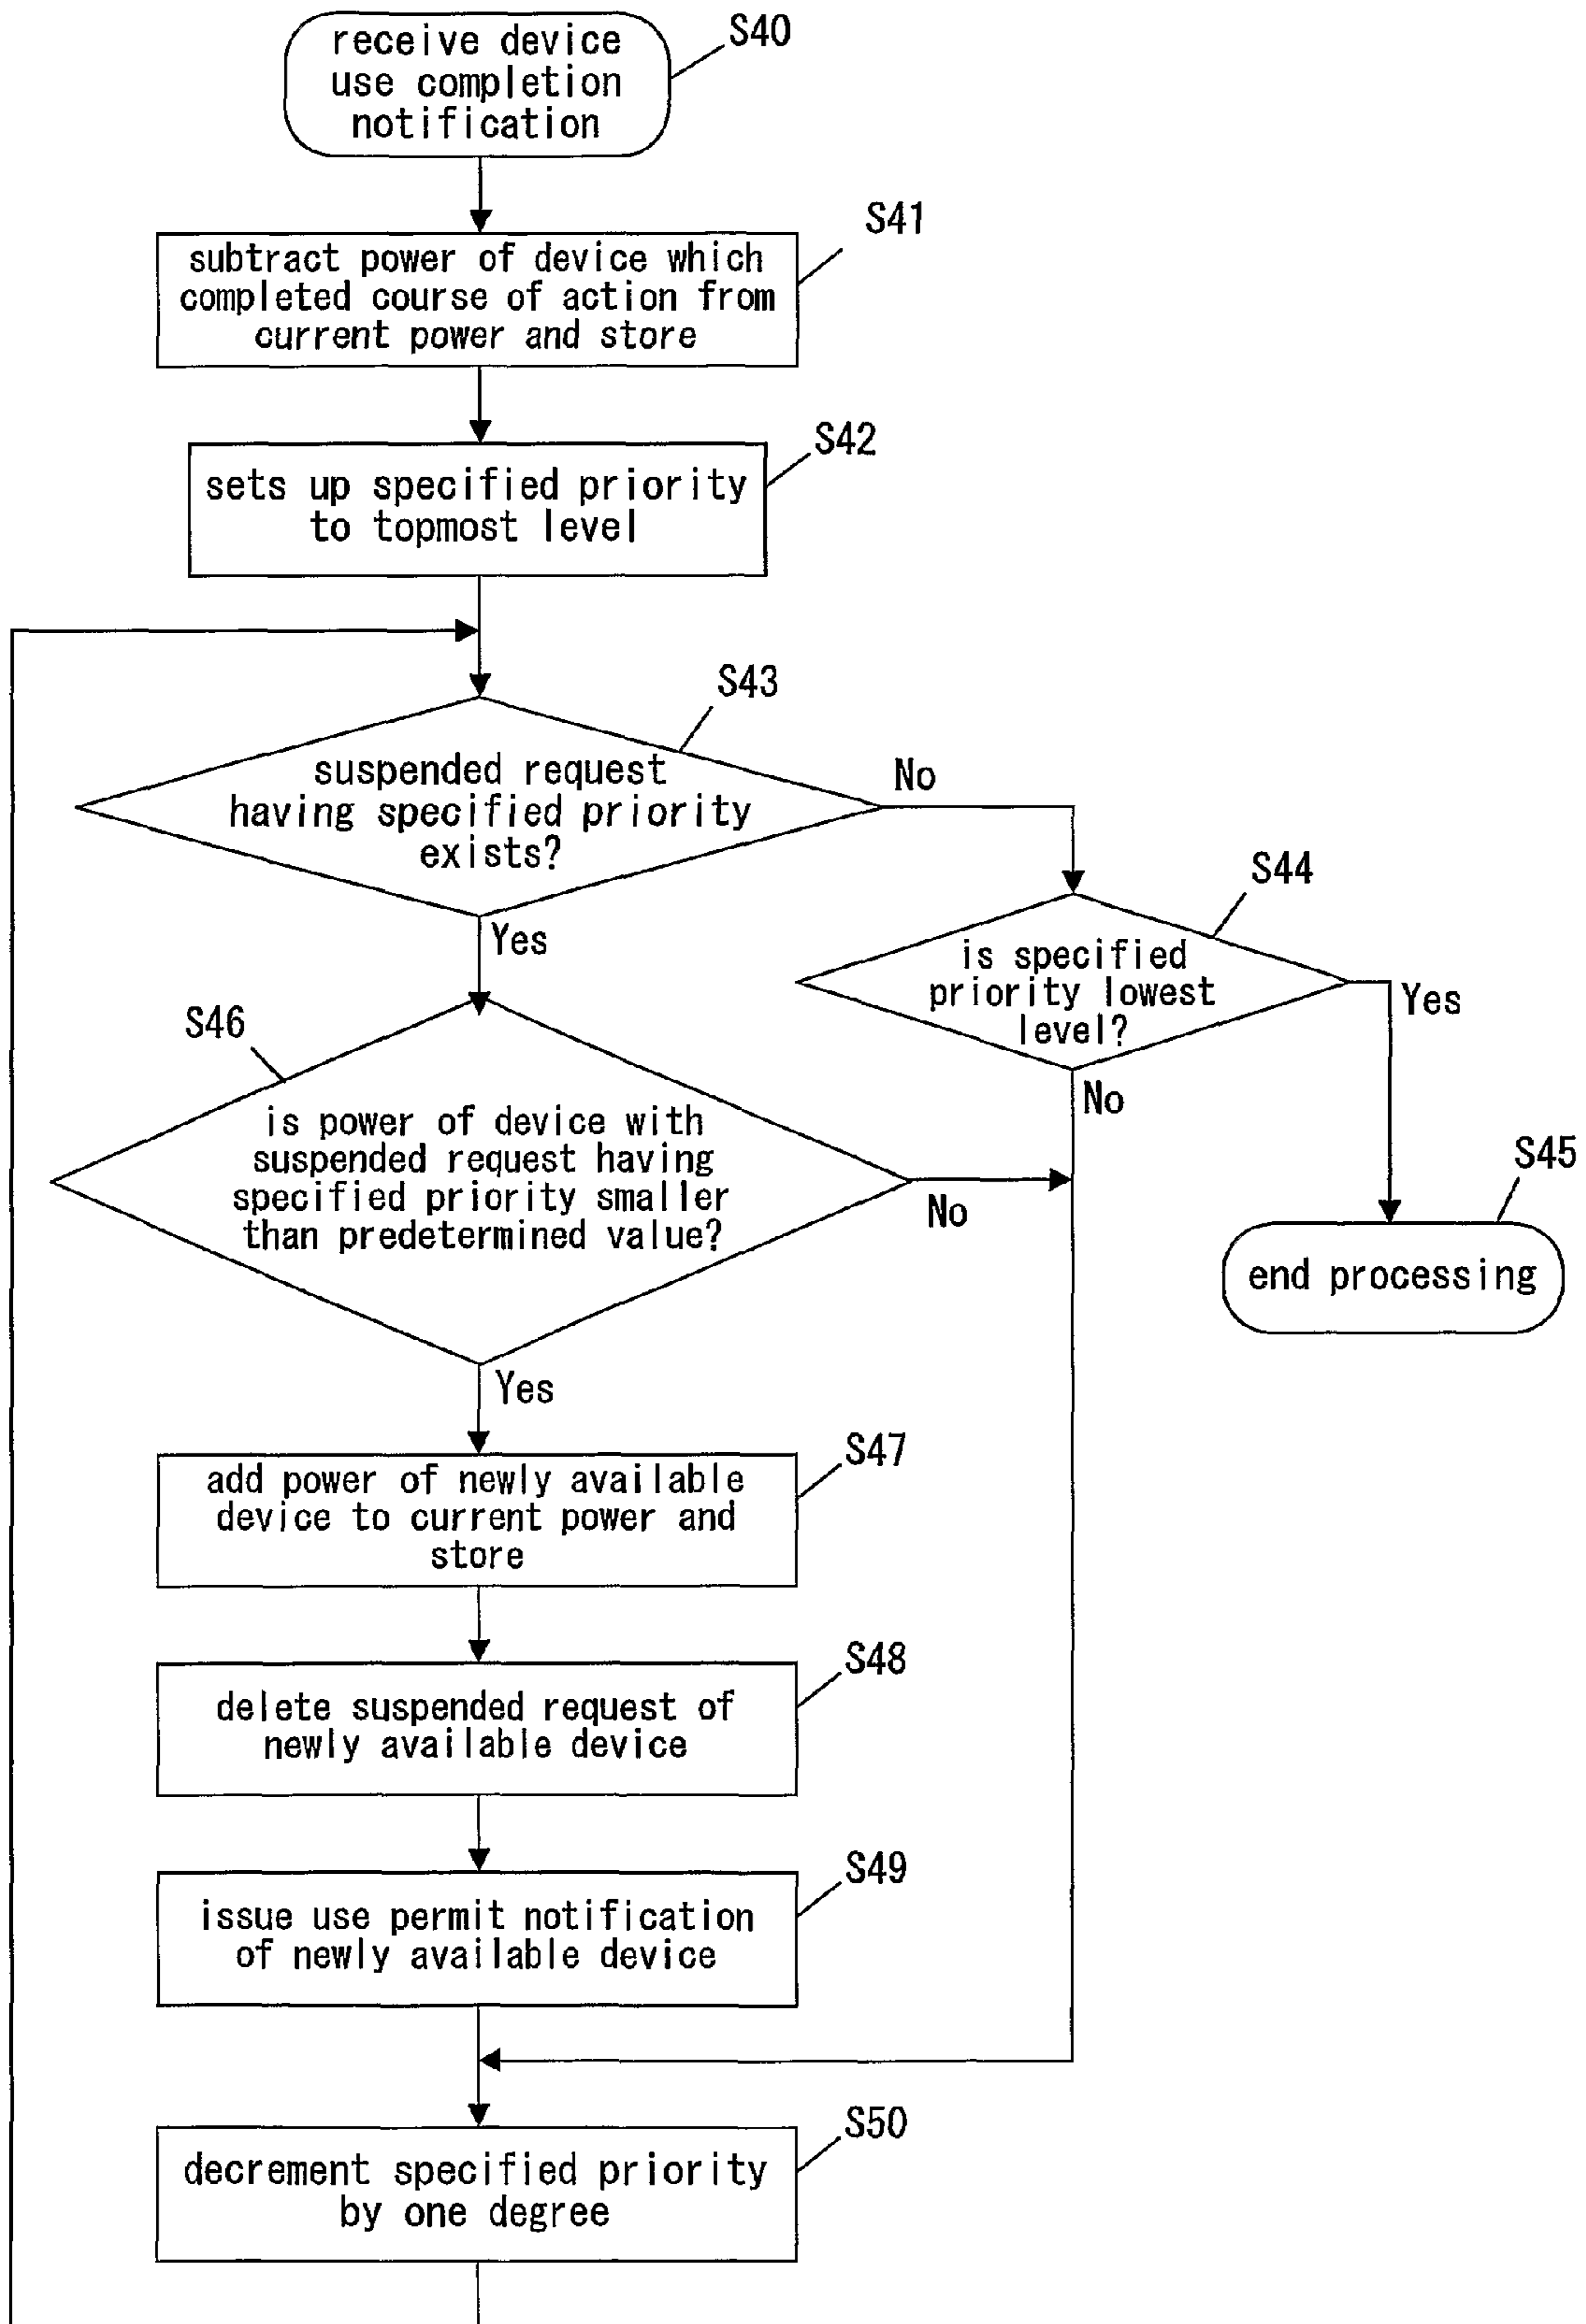 receive device
use completion
notification
S40
S41
subtract power of device which
completed course of action from
current power and store
S42
sets up specified priority
to topmost level
S43
suspended request
having specified priority
exists?
No
Yes
S44
is specified
priority lowest
level?
Yes
No
S46
is power of device with
suspended request having
specified priority smaller
than predetermined value?
No
Yes
S45
end processing
S47
add power of newly available
device to current power and
store
S48
delete suspended request of
newly available device
S49
issue use permit notification
of newly available device
S50
decrement specified priority
by one degree